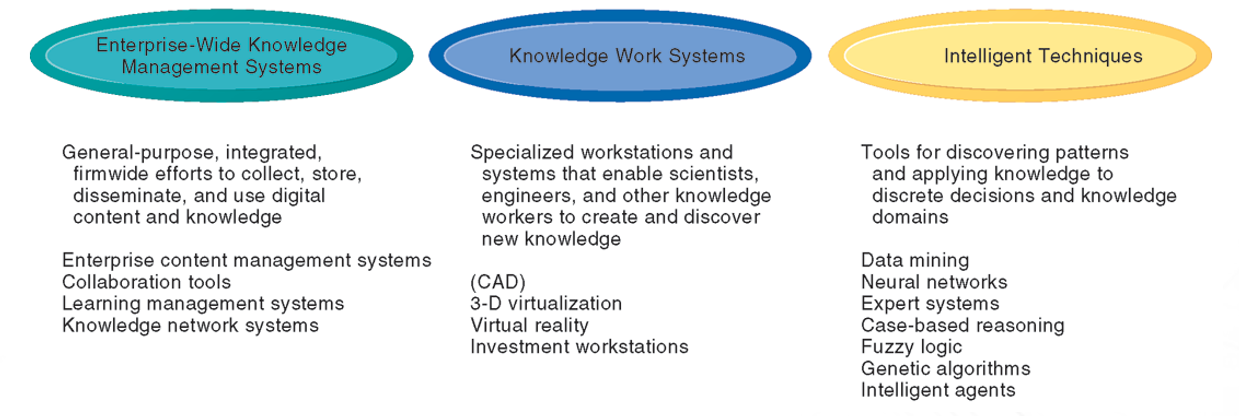 Enterprise-Wide Knowledge
Management Systems
General-purpose, integrated,
firmwide efforts to collect, store,
disseminate, and use digital
content and knowledge
Enterprise content management systems
Collaboration tools
Learning management systems
Knowledge network systems
Knowledge Work Systems
Specialized workstations and
systems that enable scientists,
engineers, and other knowledge
workers to create and discover
new knowledge
(CAD)
3-D virtualization
Virtual reality
Investment workstations
Intelligent Techniques
Tools for discovering patterns
and applying knowledge to
discrete decisions and knowledge
domains
Data mining
Neural networks
Expert systems
Case-based reasoning
Fuzzy logic
Genetic algorithms
Intelligent agents